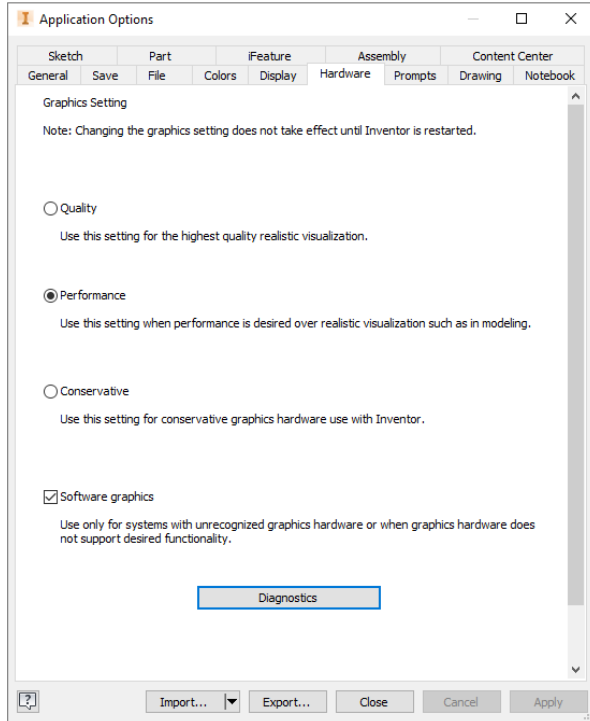 Application Options
Sketch Part iFeature Assembly Content Center
General Save File Colors Display Hardware Prompts Drawing Notebook
Graphics Setting
Note: Changing the graphics setting does not take effect until Inventor is restarted.
Quality
Use this setting for the highest quality realistic visualization.
Performance
Use this setting when performance is desired over realistic visualization such as in modeling.
Conservative
Use this setting for conservative graphics hardware use with Inventor.
Software graphics
Use only for systems with unrecognized graphics hardware or when graphics hardware does
not support desired functionality.
Diagnostics
Import... Export... Close Cancel Apply